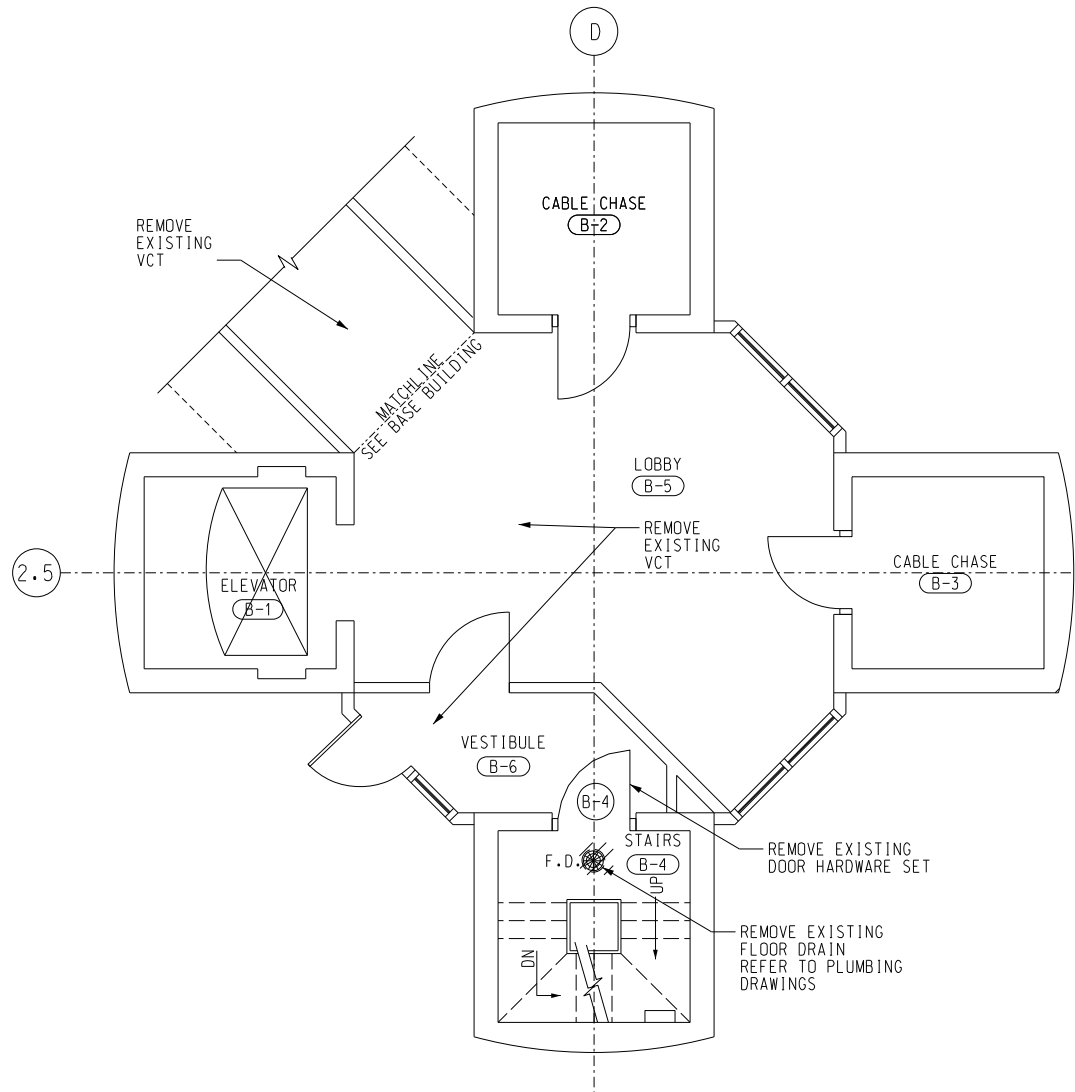 D
CABLE CHASE
B-2
REMOVE
EXISTING
VCT
MATCHLINE
SEE BASE BUILDING
LOBBY
B-5
REMOVE
EXISTING
VCT
2.5
ELEVATOR
B-1
CABLE CHASE
B-3
VESTIBULE
B-6
B-4
STAIRS
B-4
F.D.
UP
DN
REMOVE EXISTING
DOOR HARDWARE SET
REMOVE EXISTING
FLOOR DRAIN
REFER TO PLUMBING
DRAWINGS